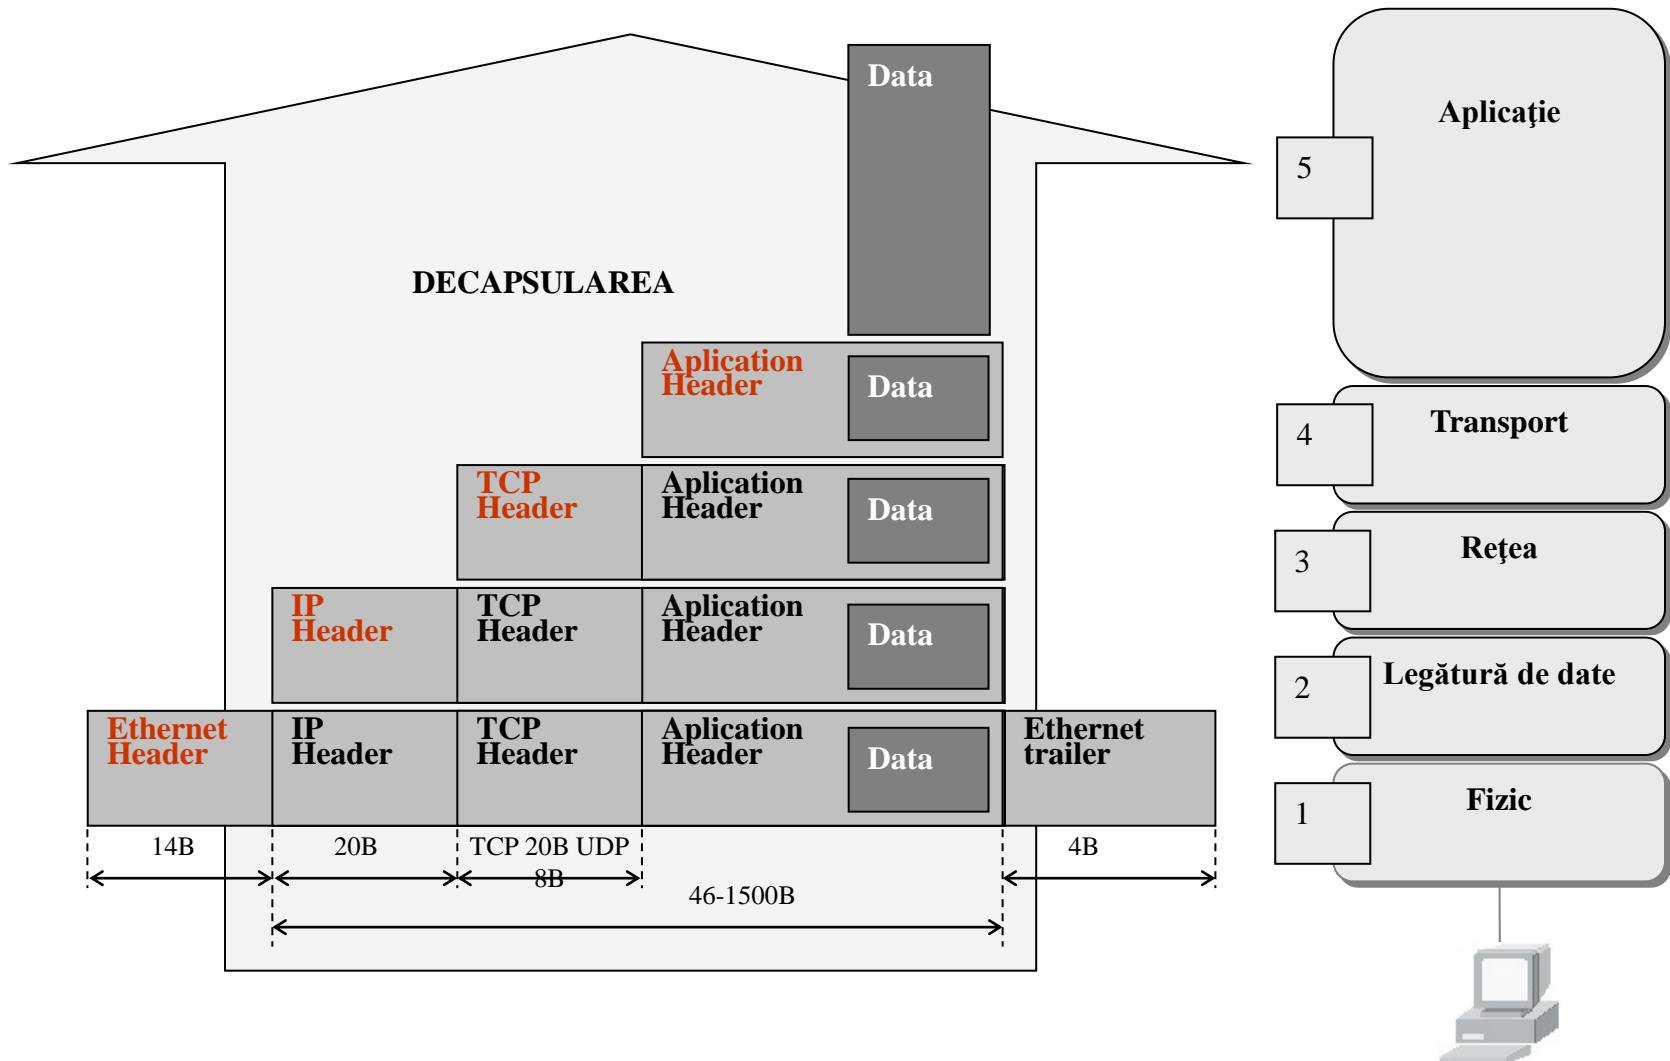 Data
Aplicaţie
5
DECAPSULAREA
Aplication
Header
Data
4
Transport
TCP
Header
Aplication
Header
Data
3
Reţea
IP
Header
TCP
Header
Aplication
Header
Data
2
Legătură de date
Ethernet
Header
IP
Header
TCP
Header
Aplication
Header
Data
Ethernet
trailer
1
Fizic
14B
20B
TCP 20B UDP
8B
4B
46-1500B